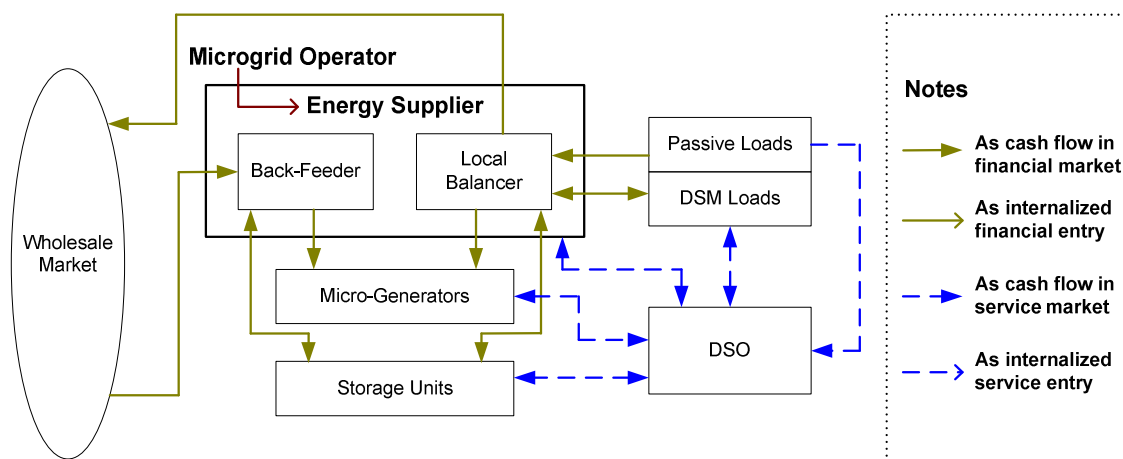 Microgrid Operator
Energy Supplier
Back-Feeder
Local
Balancer
Passive Loads
DSM Loads
Wholesale
Market
Micro-Generators
Storage Units
DSO
Notes
As cash flow in
financial market
As internalized
financial entry
As cash flow in
service market
As internalized
service entry